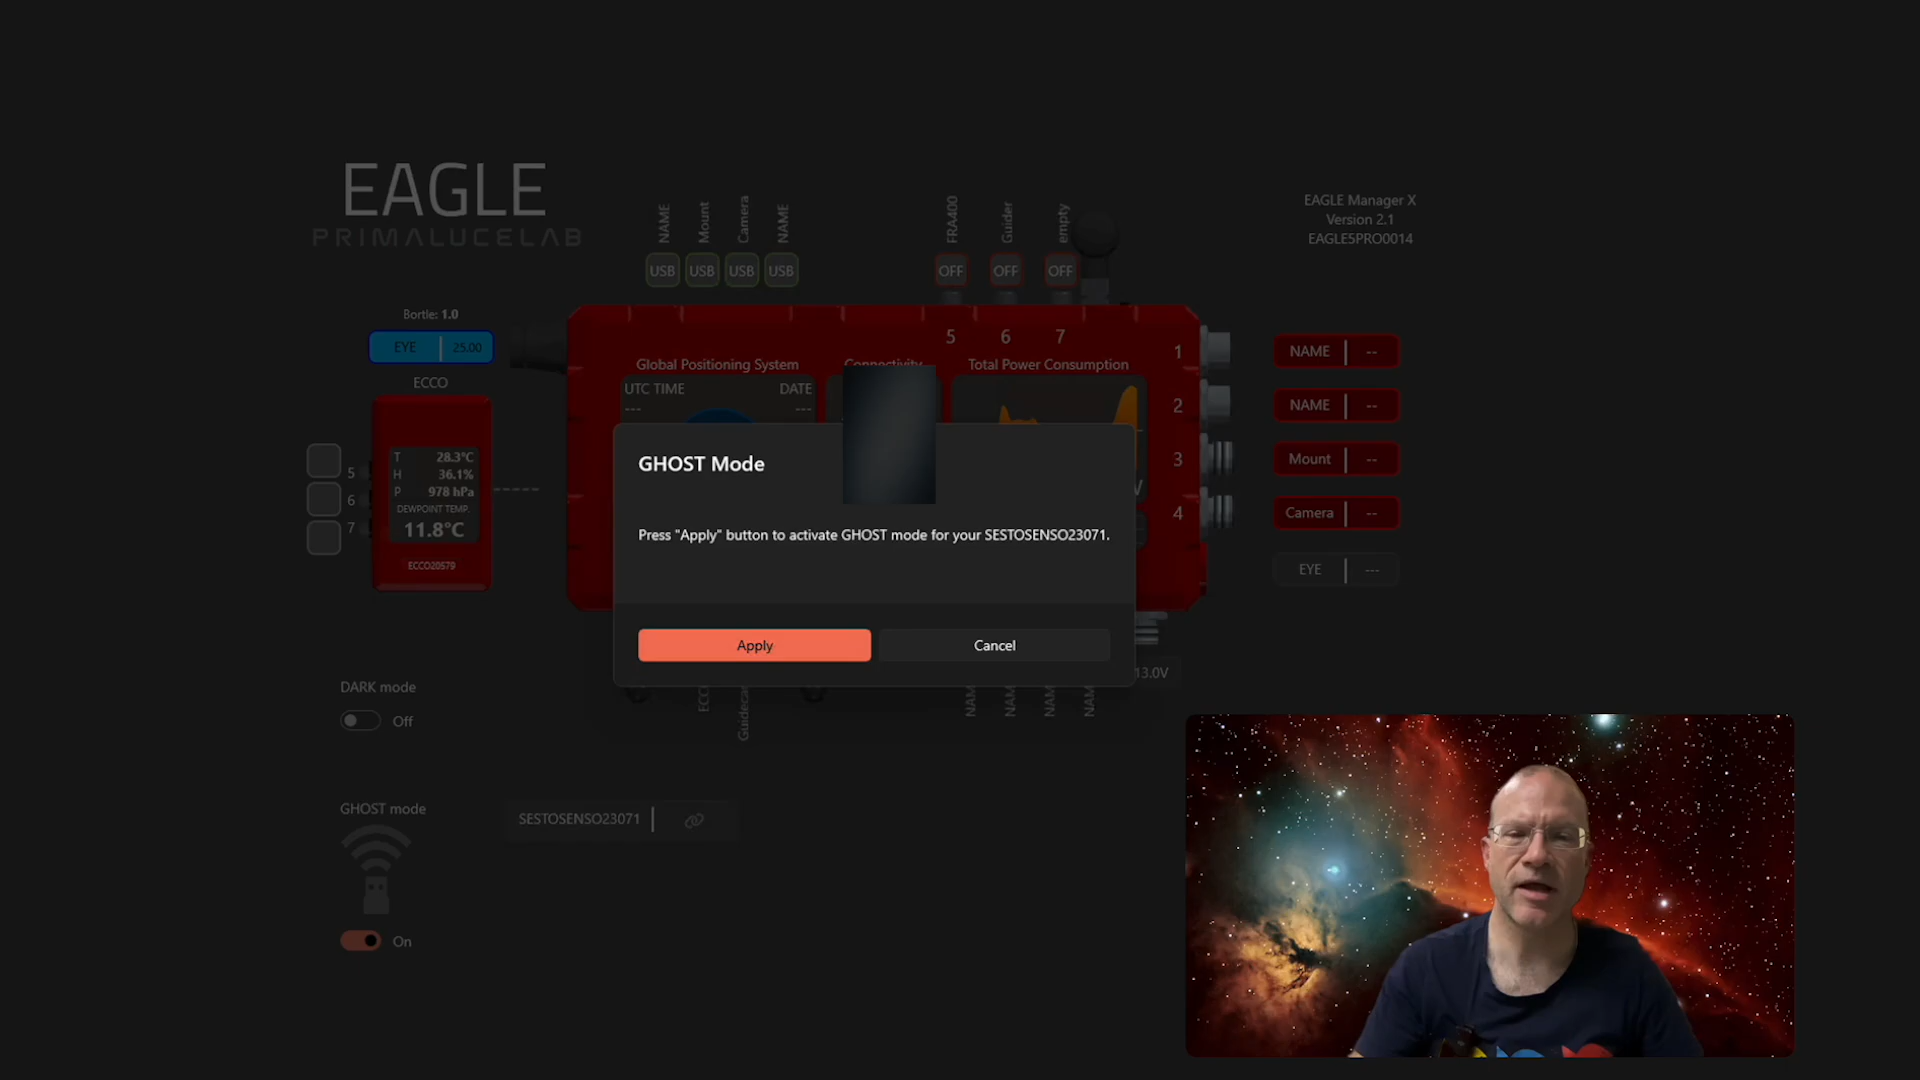 EAGLE
PRIMALUCELAB
NAME
Mount
Camera
NAME
USB
USB
USB
USB
FRA400
Guider
empty
OFF
OFF
OFF
EAGLE Manager X
Version 2.1
EAGLE5PRO0014
Bortle: 1.0
EYE 25.00
ECCO
5
6
7
T 28.3°C
H 36.1%
P 978 hPa
DEWPOINT TEMP.
11.8°C
ECCO20579
5 6 7
Global Positioning System
Connectivity
Total Power Consumption
UTC TIME DATE
--- ---
1
2
3
4
NAME --
NAME --
Mount --
Camera --
EYE ---
GHOST Mode
Press "Apply" button to activate GHOST mode for your SESTOSENSO23071.
Apply
Cancel
13.0V
DARK mode
Off
GHOST mode
On
SESTOSENSO23071